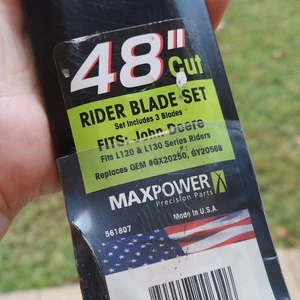 48" Cut
RIDER BLADE SET
Set Includes 3 Blades
FITS: John Deere
Fits L120 & L130 Series Riders
Replaces OEM #GX20250, GY20568
MAXPOWER
Precision Parts
Made in U.S.A.
561807